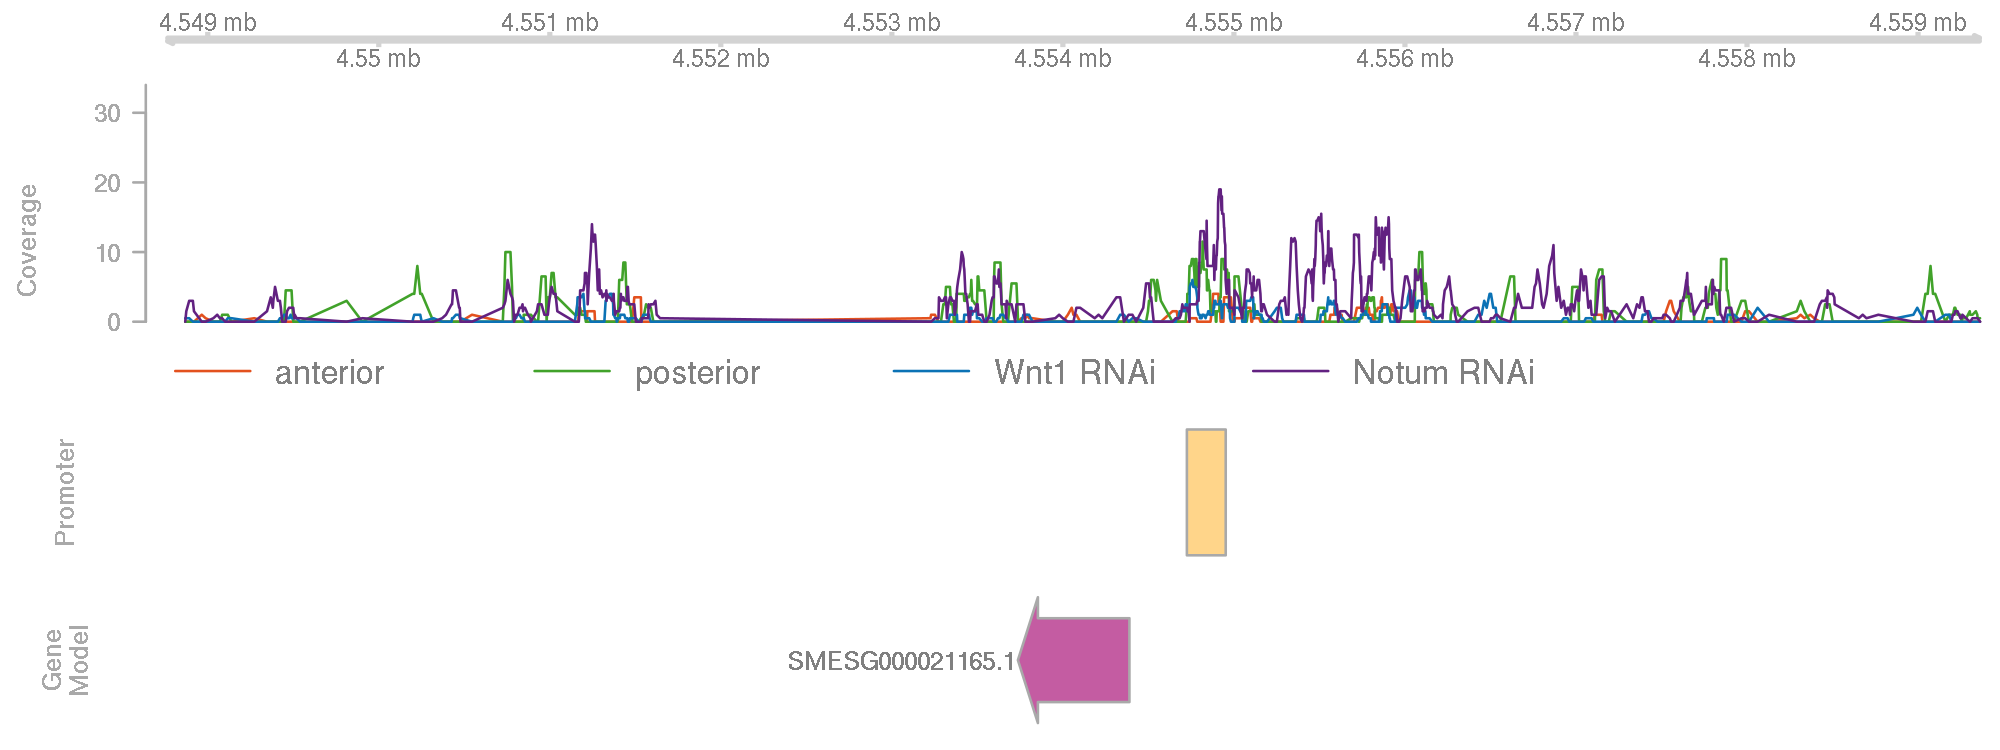 4.549 mb 4.551 mb 4.553 mb 4.555 mb 4.557 mb 4.559 mb
4.55 mb 4.552 mb 4.554 mb 4.556 mb 4.558 mb
30
20
10
0
Coverage
anterior posterior Wnt1 RNAi Notum RNAi
Promoter
Gene
Model
SMESG000021165.1